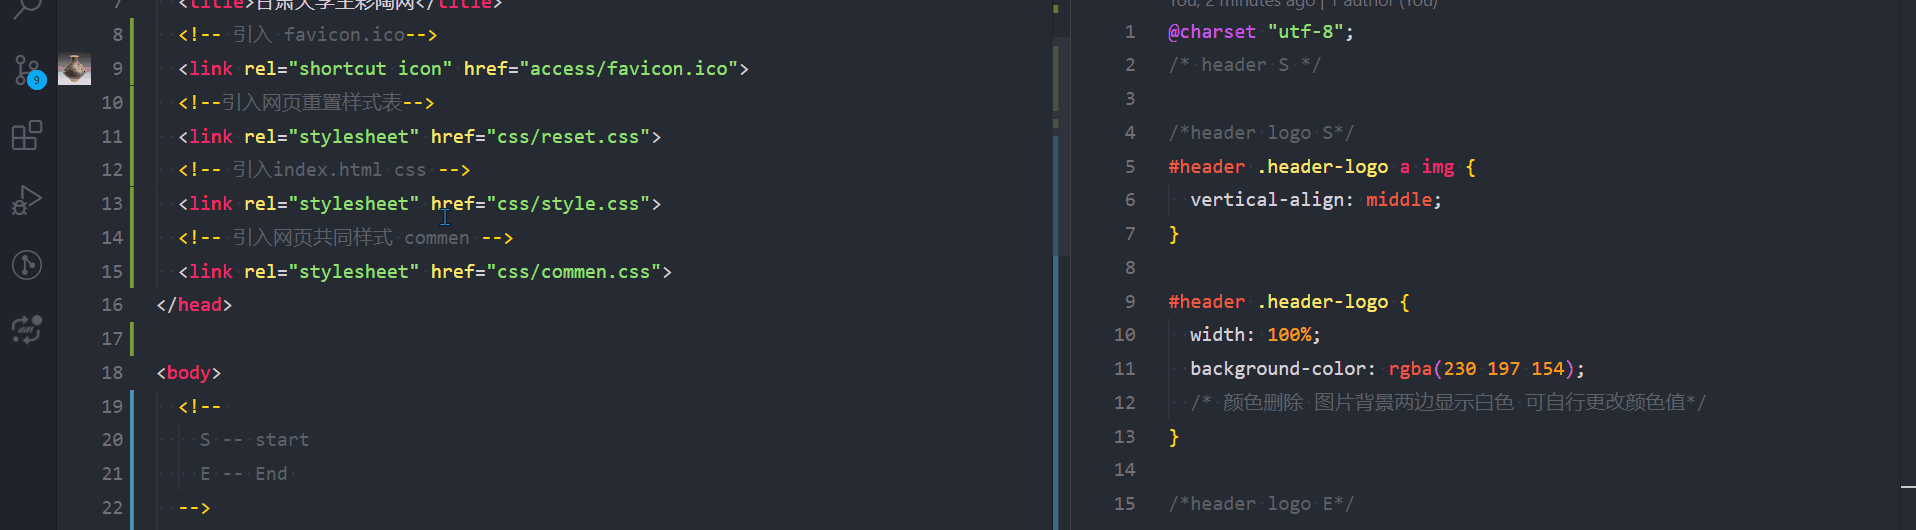 7 <title>甘肃大学生彩陶网</title>
8 <!-- 引入 favicon.ico-->
9 <link rel="shortcut icon" href="access/favicon.ico">
10 <!--引入网页重置样式表-->
11 <link rel="stylesheet" href="css/reset.css">
12 <!-- 引入index.html css -->
13 <link rel="stylesheet" href="css/style.css">
14 <!-- 引入网页共同样式 commen -->
15 <link rel="stylesheet" href="css/commen.css">
16 </head>
17
18 <body>
19 <!--
20 S -- start
21 E -- End
22 -->
9
You, 2 minutes ago | 1 author (You)
1 @charset "utf-8";
2 /* header S */
3
4 /*header logo S*/
5 #header .header-logo a img {
6 vertical-align: middle;
7 }
8
9 #header .header-logo {
10 width: 100%;
11 background-color: rgba(230 197 154);
12 /* 颜色删除 图片背景两边显示白色 可自行更改颜色值*/
13 }
14
15 /*header logo E*/